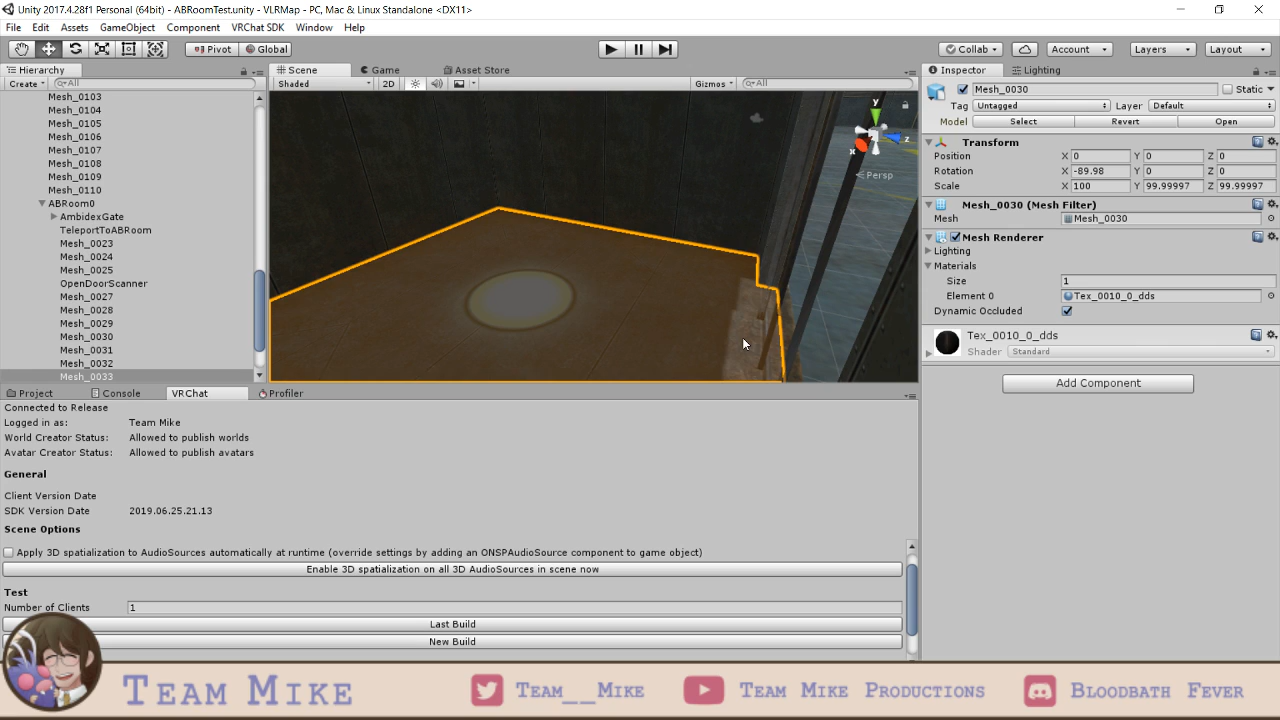 Unity 2017.4.28f1 Personal (64bit) - ABRoomTest.unity - VLRMap - PC, Mac & Linux Standalone <DX11>
File Edit Assets GameObject Component VRChat SDK Window Help
Pivot Global Collab Account Layers Layout
Hierarchy
Create All
Mesh_0103
Mesh_0104
Mesh_0105
Mesh_0106
Mesh_0107
Mesh_0108
Mesh_0109
Mesh_0110
ABRoom0
AmbidexGate
TeleportToABRoom
Mesh_0023
Mesh_0024
Mesh_0025
OpenDoorScanner
Mesh_0027
Mesh_0028
Mesh_0029
Mesh_0030
Mesh_0031
Mesh_0032
Mesh_0033
Scene Game Asset Store
Shaded 2D Gizmos All
y
x z
Persp
Inspector Lighting
Mesh_0030 Static
Tag Untagged Layer Default
Model Select Revert Open
Transform
Position X 0 Y 0 Z 0
Rotation X -89.98 Y 0 Z 0
Scale X 100 Y 99.99997 Z 99.99997
Mesh_0030 (Mesh Filter)
Mesh Mesh_0030
Mesh Renderer
Lighting
Materials
Size 1
Element 0 Tex_0010_0_dds
Dynamic Occluded
Tex_0010_0_dds
Shader Standard
Add Component
Project Console VRChat Profiler
Connected to Release
Logged in as: Team Mike
World Creator Status: Allowed to publish worlds
Avatar Creator Status: Allowed to publish avatars
General
Client Version Date
SDK Version Date 2019.06.25.21.13
Scene Options
Apply 3D spatialization to AudioSources automatically at runtime (override settings by adding an ONSPAudioSource component to game object)
Enable 3D spatialization on all 3D AudioSources in scene now
Test
Number of Clients 1
Last Build
New Build
Team Mike Team__Mike Team Mike Productions Bloodbath Fever